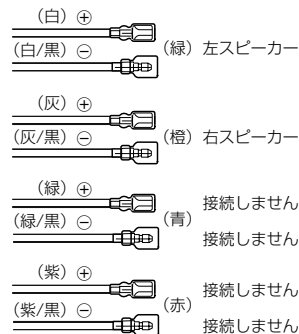 （白）⊕
（白/黒）⊖
（緑）左スピーカー
（灰）⊕
（灰/黒）⊖
（橙）右スピーカー
（緑）⊕
接続しません
（緑/黒）⊖
（青）
接続しません
（紫）⊕
接続しません
（紫/黒）⊖
（赤）
接続しません